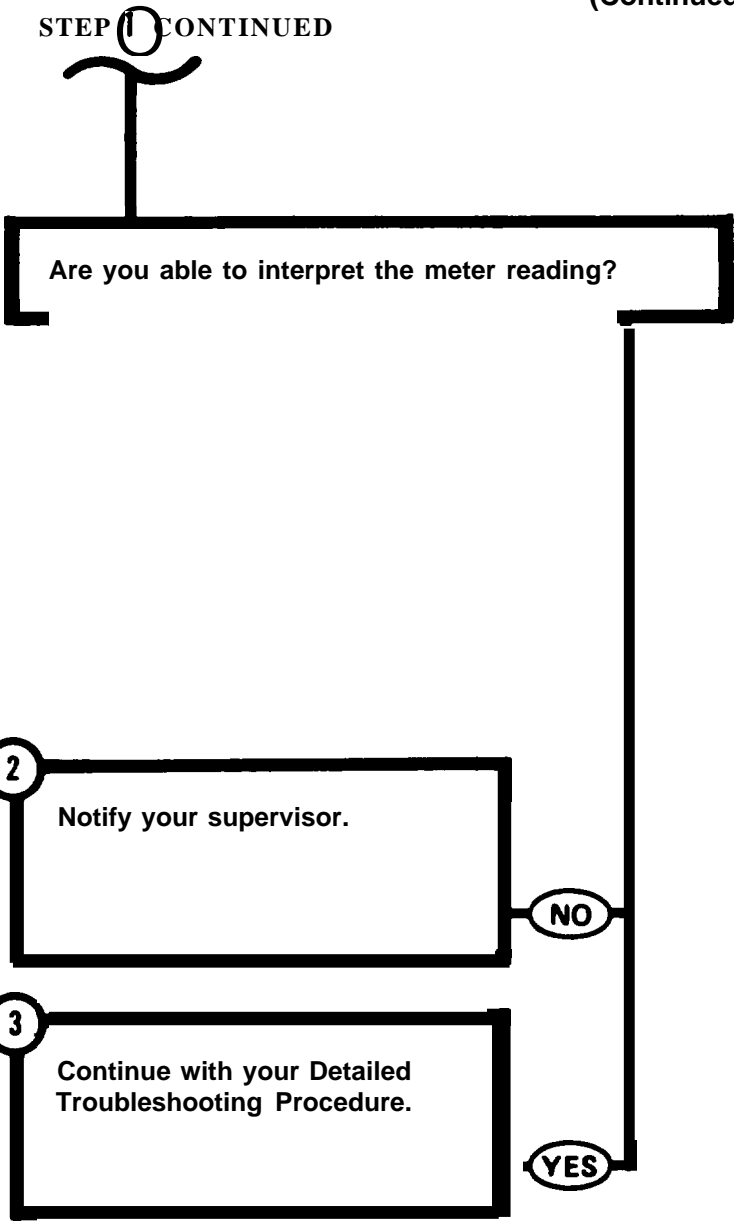 (Continued
STEP 1 CONTINUED
Are you able to interpret the meter reading?
2
Notify your supervisor.
NO
3
Continue with your Detailed
Troubleshooting Procedure.
YES